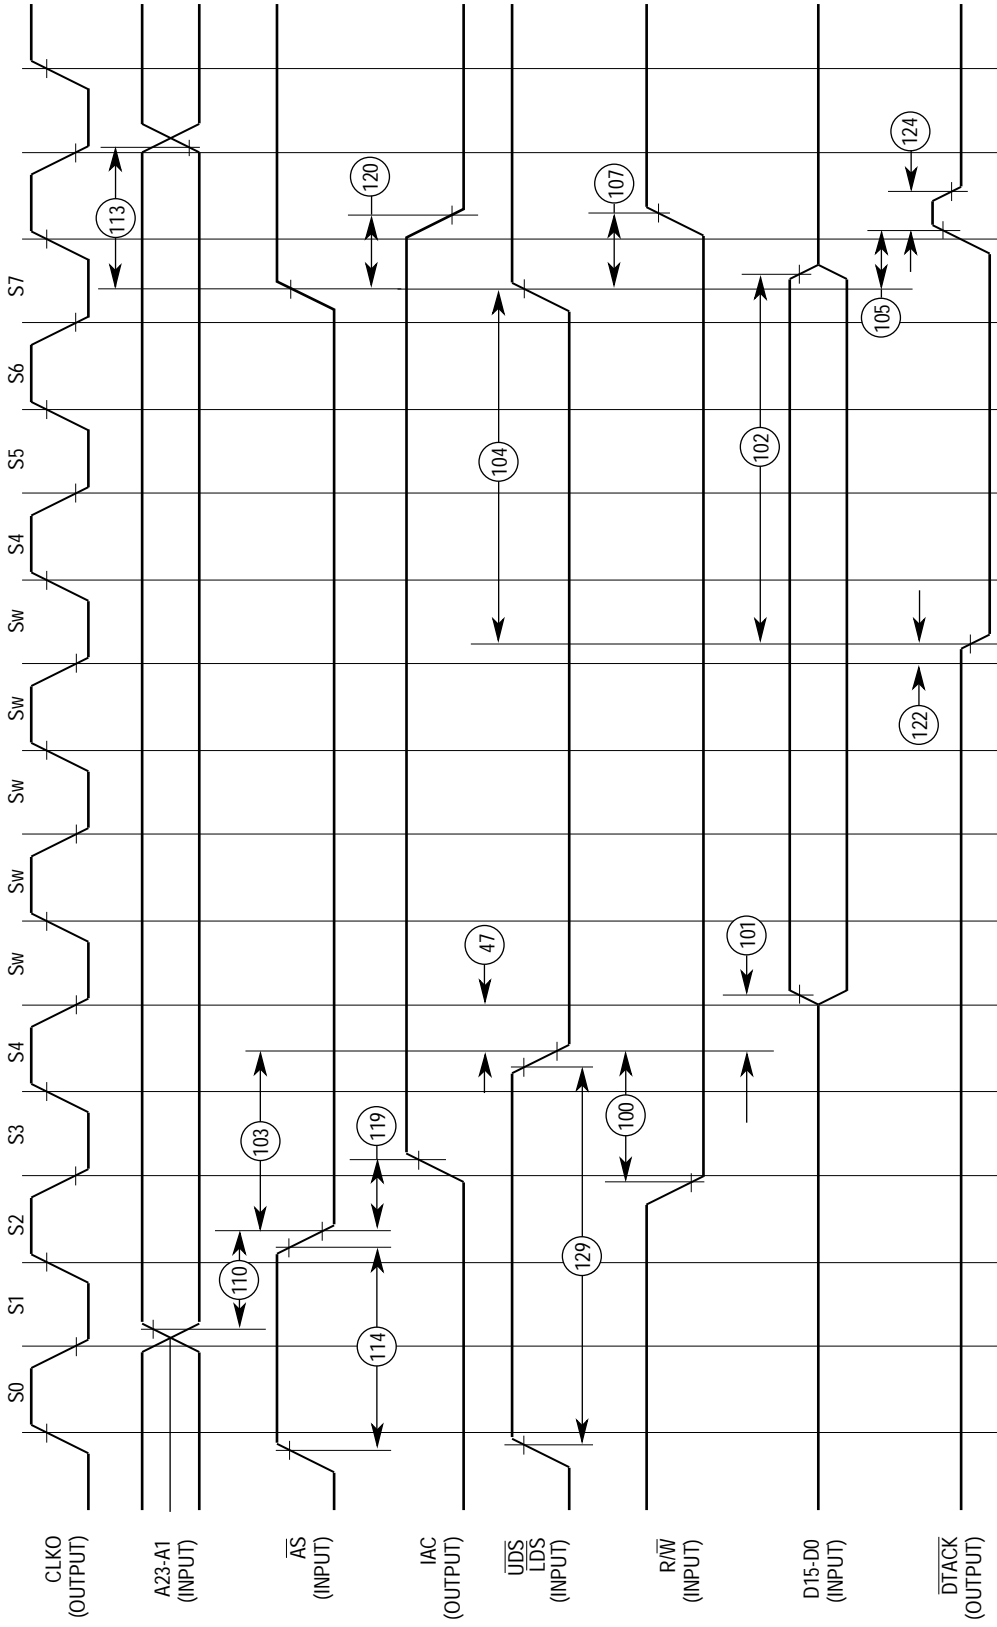 S0 S1 S2 S3 S4 Sw Sw Sw Sw Sw S4 S5 S6 S7
CLKO
(OUTPUT)
113
A23-A1
(INPUT)
110
103
AS
(INPUT)
114
119
120
IAC
(OUTPUT)
47
104
UDS
LDS
(INPUT)
129
100
107
R/W
(INPUT)
101
102
D15-D0
(INPUT)
105
122
124
DTACK
(OUTPUT)